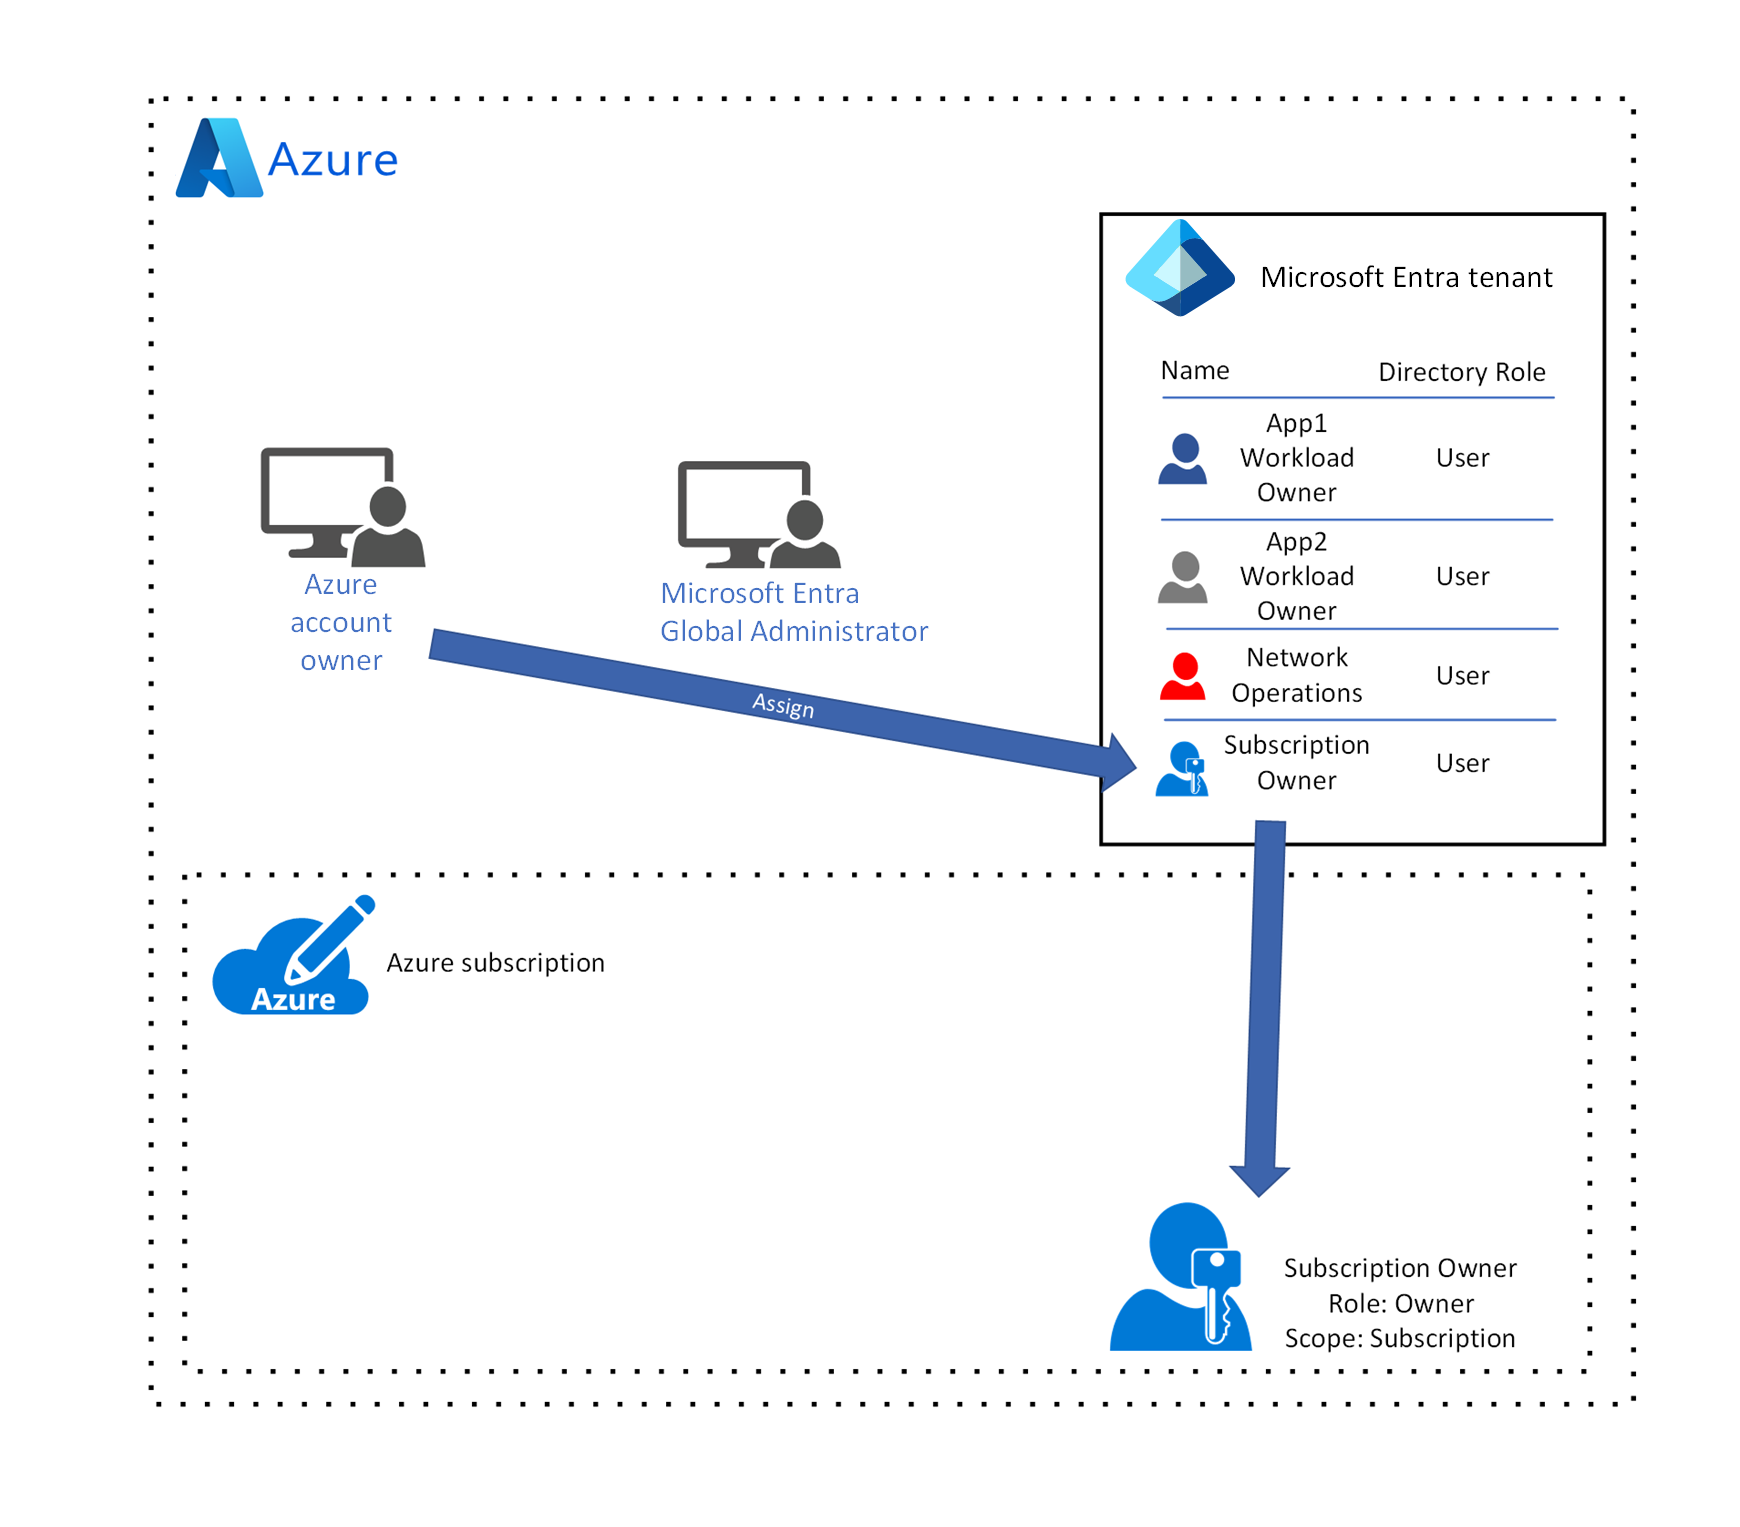 Azure
Microsoft Entra tenant
Name
Directory Role
App1
Workload
Owner
User
App2
Workload
Owner
User
Network
Operations
User
Subscription
Owner
User
Azure
account
owner
Microsoft Entra
Global Administrator
Assign
Azure
Azure subscription
Subscription Owner
Role: Owner
Scope: Subscription